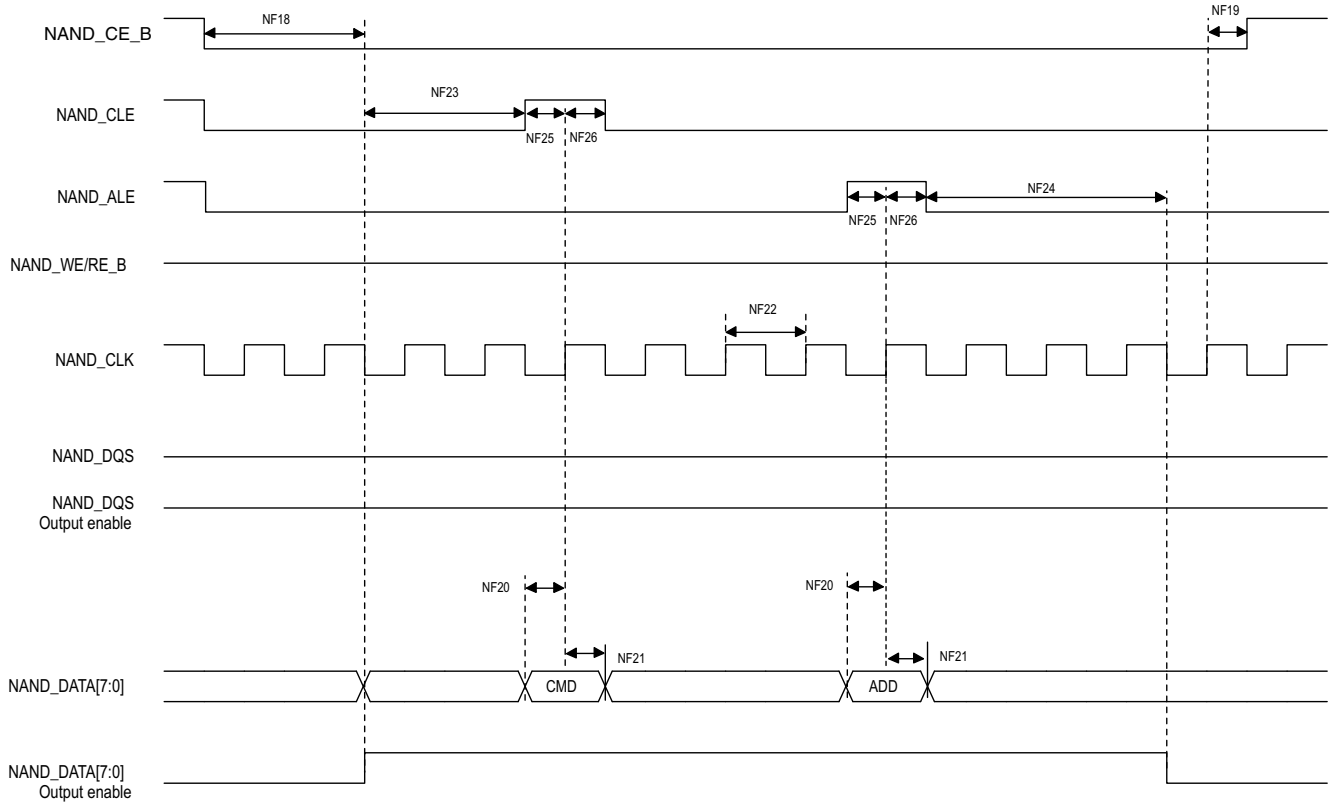 NF18
NF19
NAND_CE_B
NF23
NAND_CLE
NF25
NF26
NAND_ALE
NF24
NF25
NF26
NAND_WE/RE_B
NF22
NAND_CLK
NAND_DQS
NAND_DQS
Output enable
NF20
NF20
NF21
NF21
NAND_DATA[7:0]
CMD
ADD
NAND_DATA[7:0]
Output enable